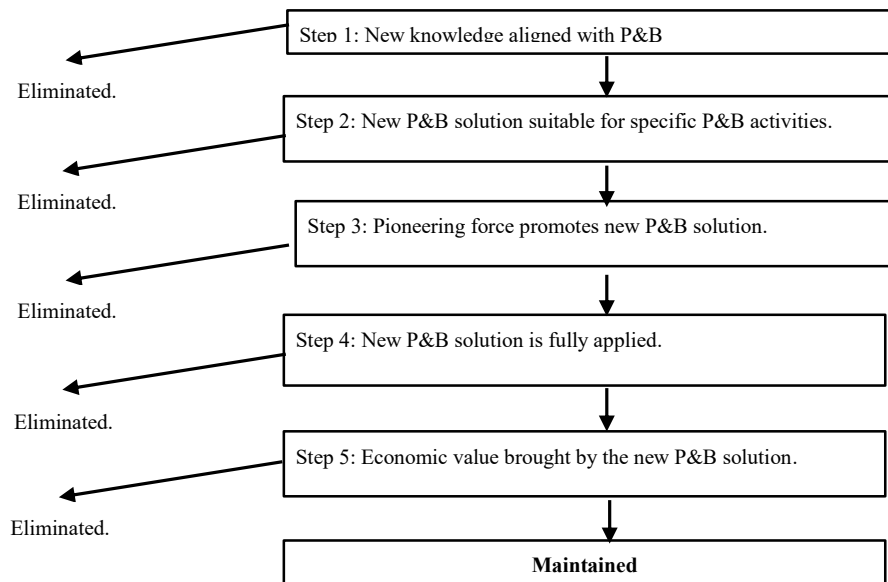 Step 1: New knowledge aligned with P&B
Eliminated.
Step 2: New P&B solution suitable for specific P&B activities.
Eliminated.
Step 3: Pioneering force promotes new P&B solution.
Eliminated.
Step 4: New P&B solution is fully applied.
Eliminated.
Step 5: Economic value brought by the new P&B solution.
Eliminated.
Maintained